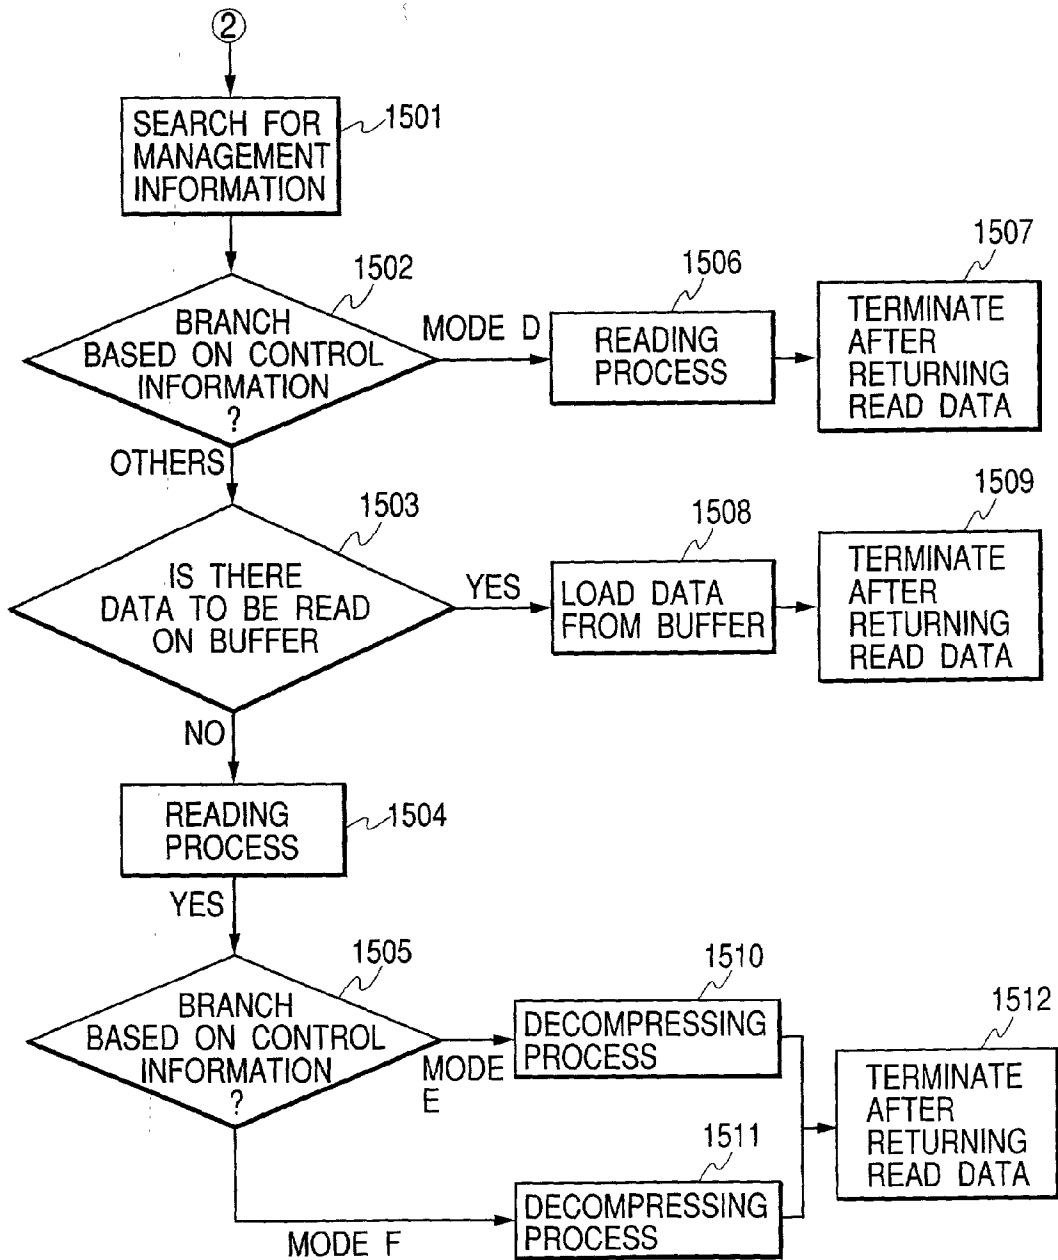 2
SEARCH FOR
MANAGEMENT
INFORMATION
1501
1502
BRANCH
BASED ON CONTROL
INFORMATION
?
MODE D
1506
READING
PROCESS
1507
TERMINATE
AFTER
RETURNING
READ DATA
OTHERS
1503
IS THERE
DATA TO BE READ
ON BUFFER
YES
1508
LOAD DATA
FROM BUFFER
1509
TERMINATE
AFTER
RETURNING
READ DATA
NO
READING
PROCESS
1504
YES
1505
BRANCH
BASED ON CONTROL
INFORMATION
?
MODE
E
1510
DECOMPRESSING
PROCESS
1512
TERMINATE
AFTER
RETURNING
READ DATA
MODE F
1511
DECOMPRESSING
PROCESS